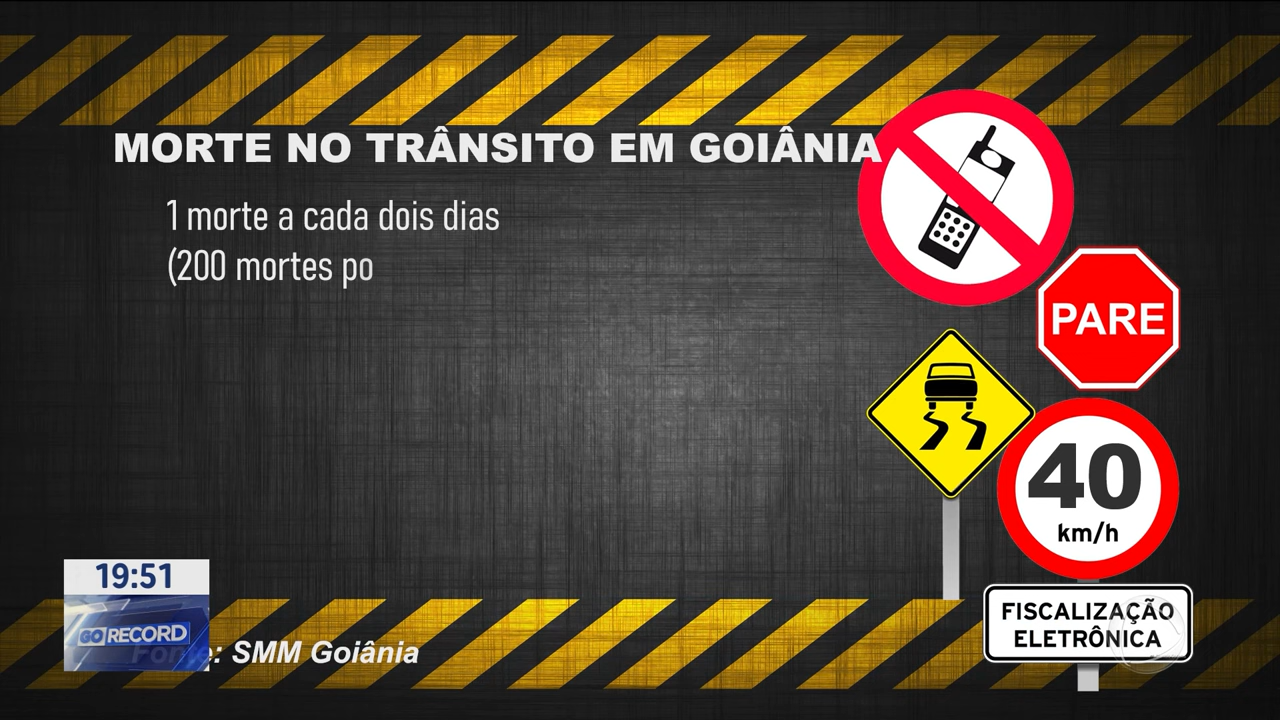 MORTE NO TRÂNSITO EM GOIÂNIA
1 morte a cada dois dias
(200 mortes po
PARE
40
km/h
FISCALIZAÇÃO
ELETRÔNICA
19:51
GO RECORD
Fonte: SMM Goiânia